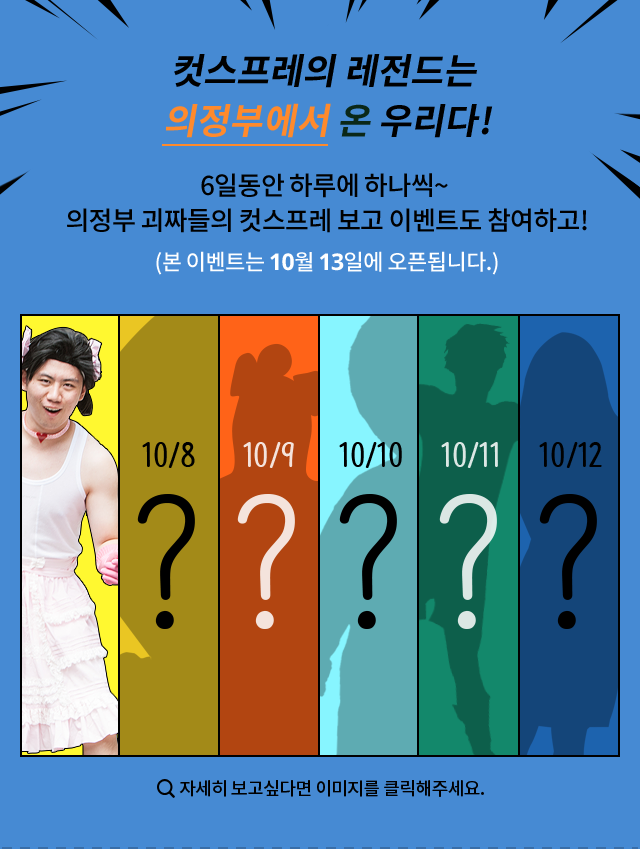 컷스프레의 레전드는
의정부에서 온 우리다!
6일동안 하루에 하나씩~
의정부 괴짜들의 컷스프레 보고 이벤트도 참여하고!
(본 이벤트는 10월 13일에 오픈됩니다.)
10/8 10/9 10/10 10/11 10/12
? ? ? ? ?
자세히 보고싶다면 이미지를 클릭해주세요.